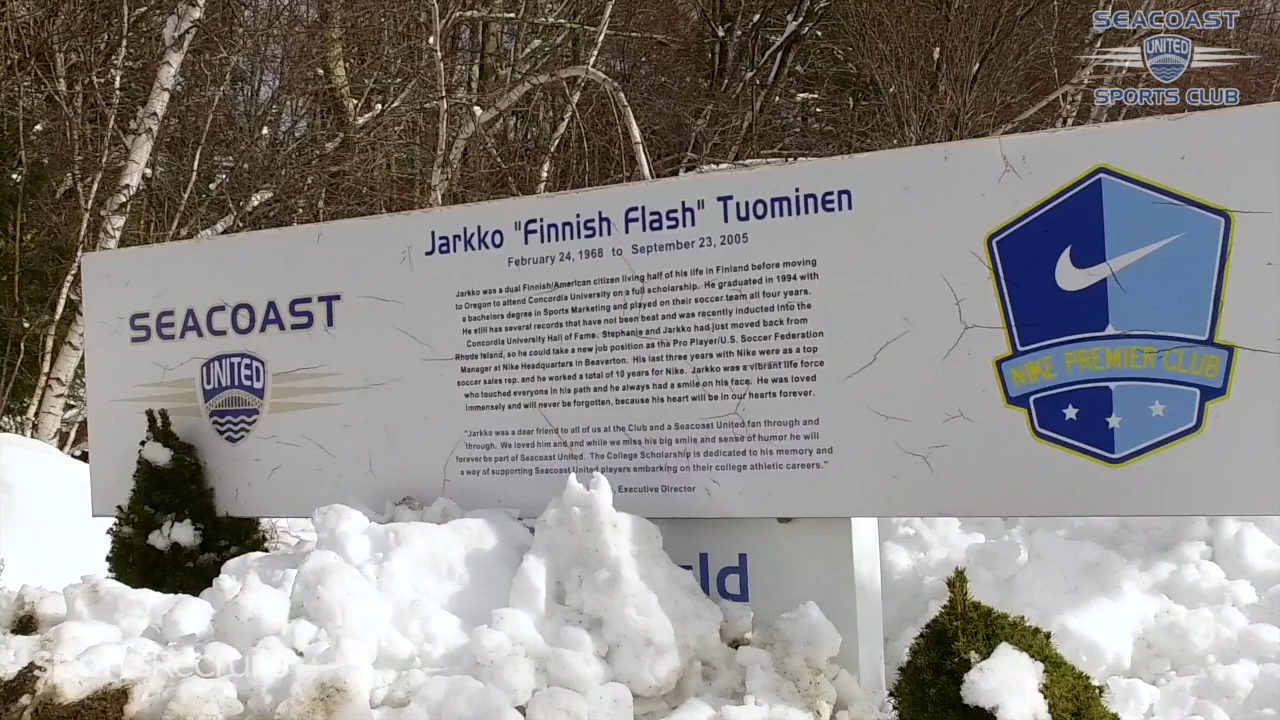 SEACOAST
UNITED
SPORTS CLUB
Jarkko "Finnish Flash" Tuominen
February 24, 1968 to September 23, 2005
Jarkko was a dual Finnish/American citizen living half of his life in Finland before moving
to Oregon to attend Concordia University on a full scholarship. He graduated in 1994 with
a bachelors degree in Sports Marketing and played on their soccer team all four years.
He still has several records that have not been beat and was recently inducted into the
Concordia University Hall of Fame. Stephanie and Jarkko had just moved back from
Rhode Island, so he could take a new job position as the Pro Player/U.S. Soccer Federation
Manager at Nike Headquarters in Beaverton. His last three years with Nike were as a top
soccer sales rep. and he worked a total of 10 years for Nike. Jarkko was a vibrant life force
who touched everyone in his path and he always had a smile on his face. He was loved
immensely and will never be forgotten, because his heart will be in our hearts forever.
"Jarkko was a dear friend to all of us at the Club and a Seacoast United fan through and
through. We loved him and and while we miss his big smile and sense of humor he will
forever be part of Seacoast United. The College Scholarship is dedicated to his memory and
a way of supporting Seacoast United players embarking on their college athletic careers."
, Executive Director
SEACOAST
UNITED
NIKE PREMIER CLUB
ld
SPORTSRECRUITS